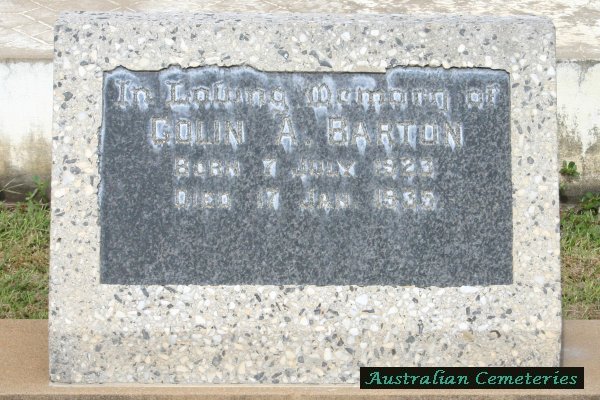 In Loving Memory of
COLIN A. BARTON
BORN 7 JULY
DIED 17 JAN
Australian Cemeteries